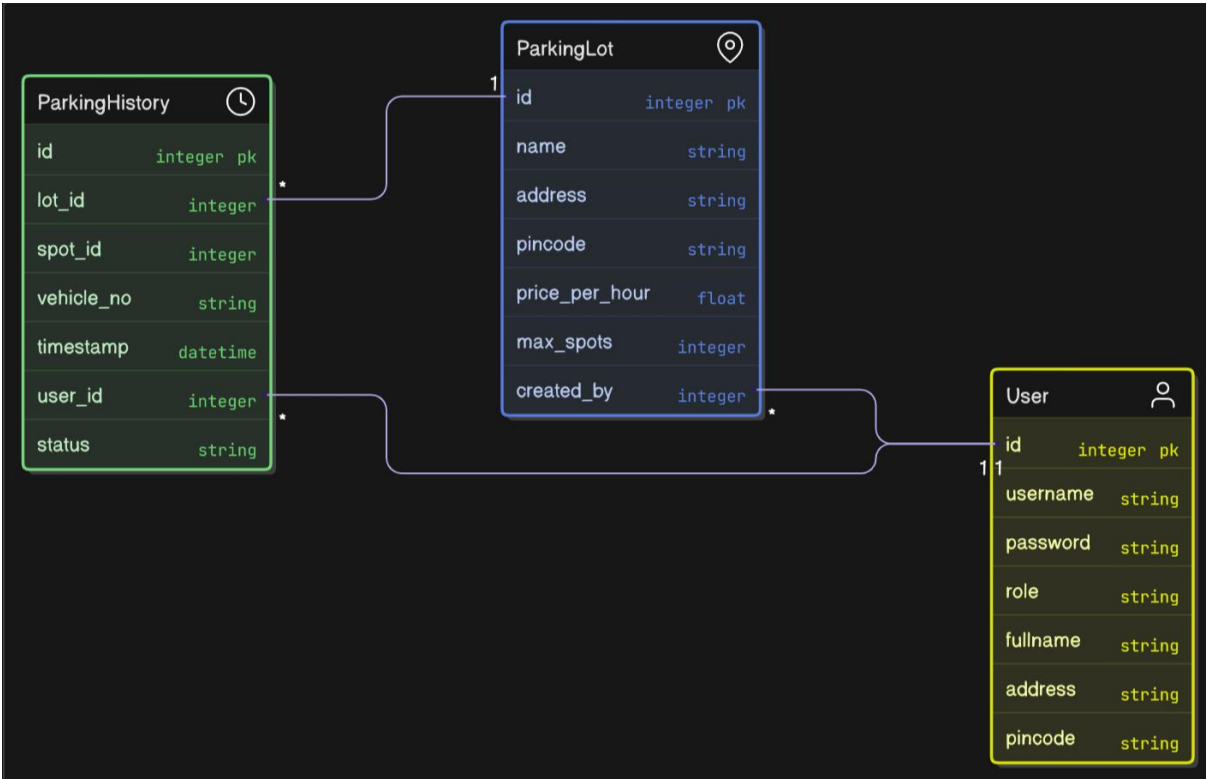 ParkingHistory
id integer pk
*
lot_id integer
spot_id integer
vehicle_no string
timestamp datetime
user_id integer
*
status string
ParkingLot
1
id integer pk
name string
address string
pincode string
price_per_hour float
max_spots integer
created_by integer
*
User
id integer pk
1 1
username string
password string
role string
fullname string
address string
pincode string